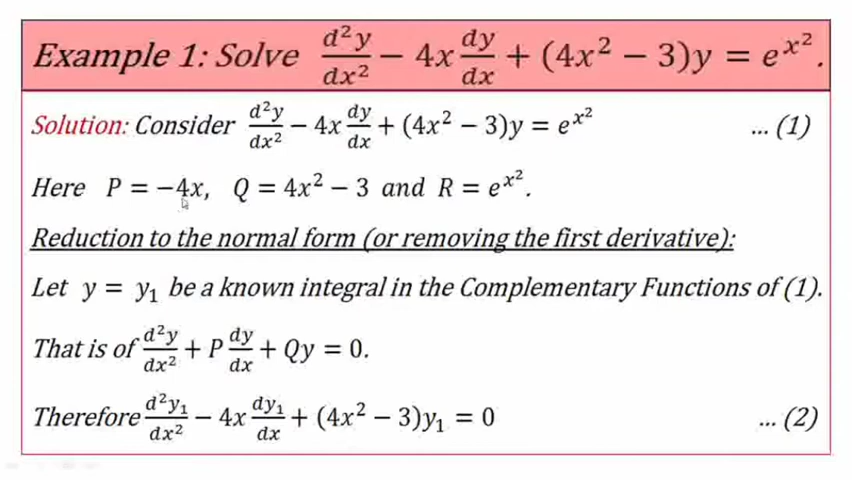 Example 1: Solve d²y/dx² − 4x dy/dx + (4x² − 3)y = eˣ².
Solution: Consider d²y/dx² − 4x dy/dx + (4x² − 3)y = eˣ² ... (1)
Here P = −4x, Q = 4x² − 3 and R = eˣ².
Reduction to the normal form (or removing the first derivative):
Let y = y₁ be a known integral in the Complementary Functions of (1).
That is of d²y/dx² + P dy/dx + Qy = 0.
Therefore d²y₁/dx² − 4x dy₁/dx + (4x² − 3)y₁ = 0 ... (2)